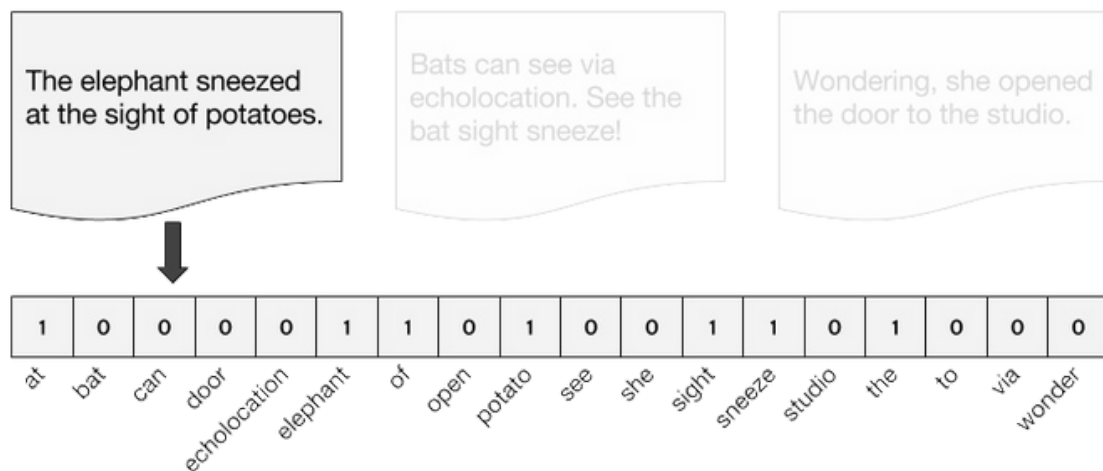 The elephant sneezed
at the sight of potatoes.
Bats can see via
echolocation. See the
bat sight sneeze!
Wondering, she opened
the door to the studio.
1 0 0 0 0 1 1 0 1 0 0 1 1 0 1 0 0 0
at bat can door echolocation elephant of open potato see she sight sneeze studio the to via wonder